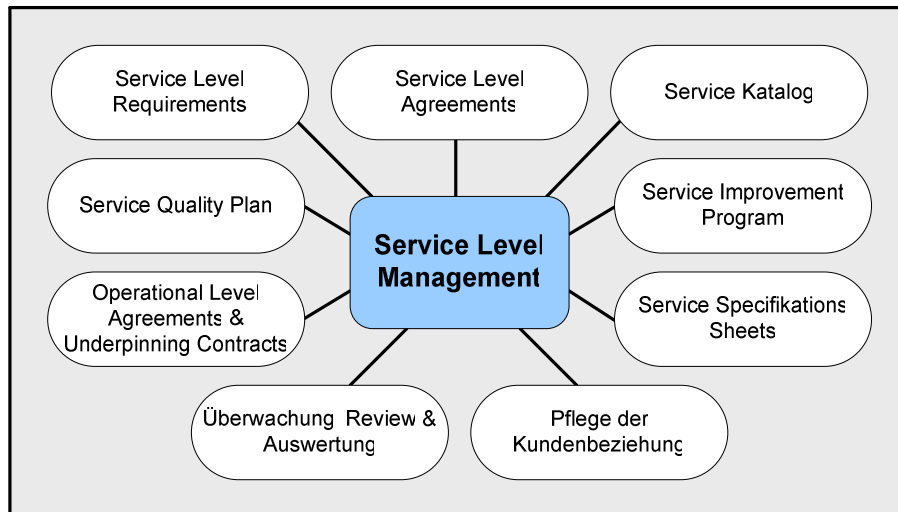 Service Level
Requirements
Service Level
Agreements
Service Katalog
Service Quality Plan
Service Improvement
Program
Service Level
Management
Operational Level
Agreements &
Underpinning Contracts
Service Specifikations
Sheets
Überwachung Review &
Auswertung
Pflege der
Kundenbeziehung